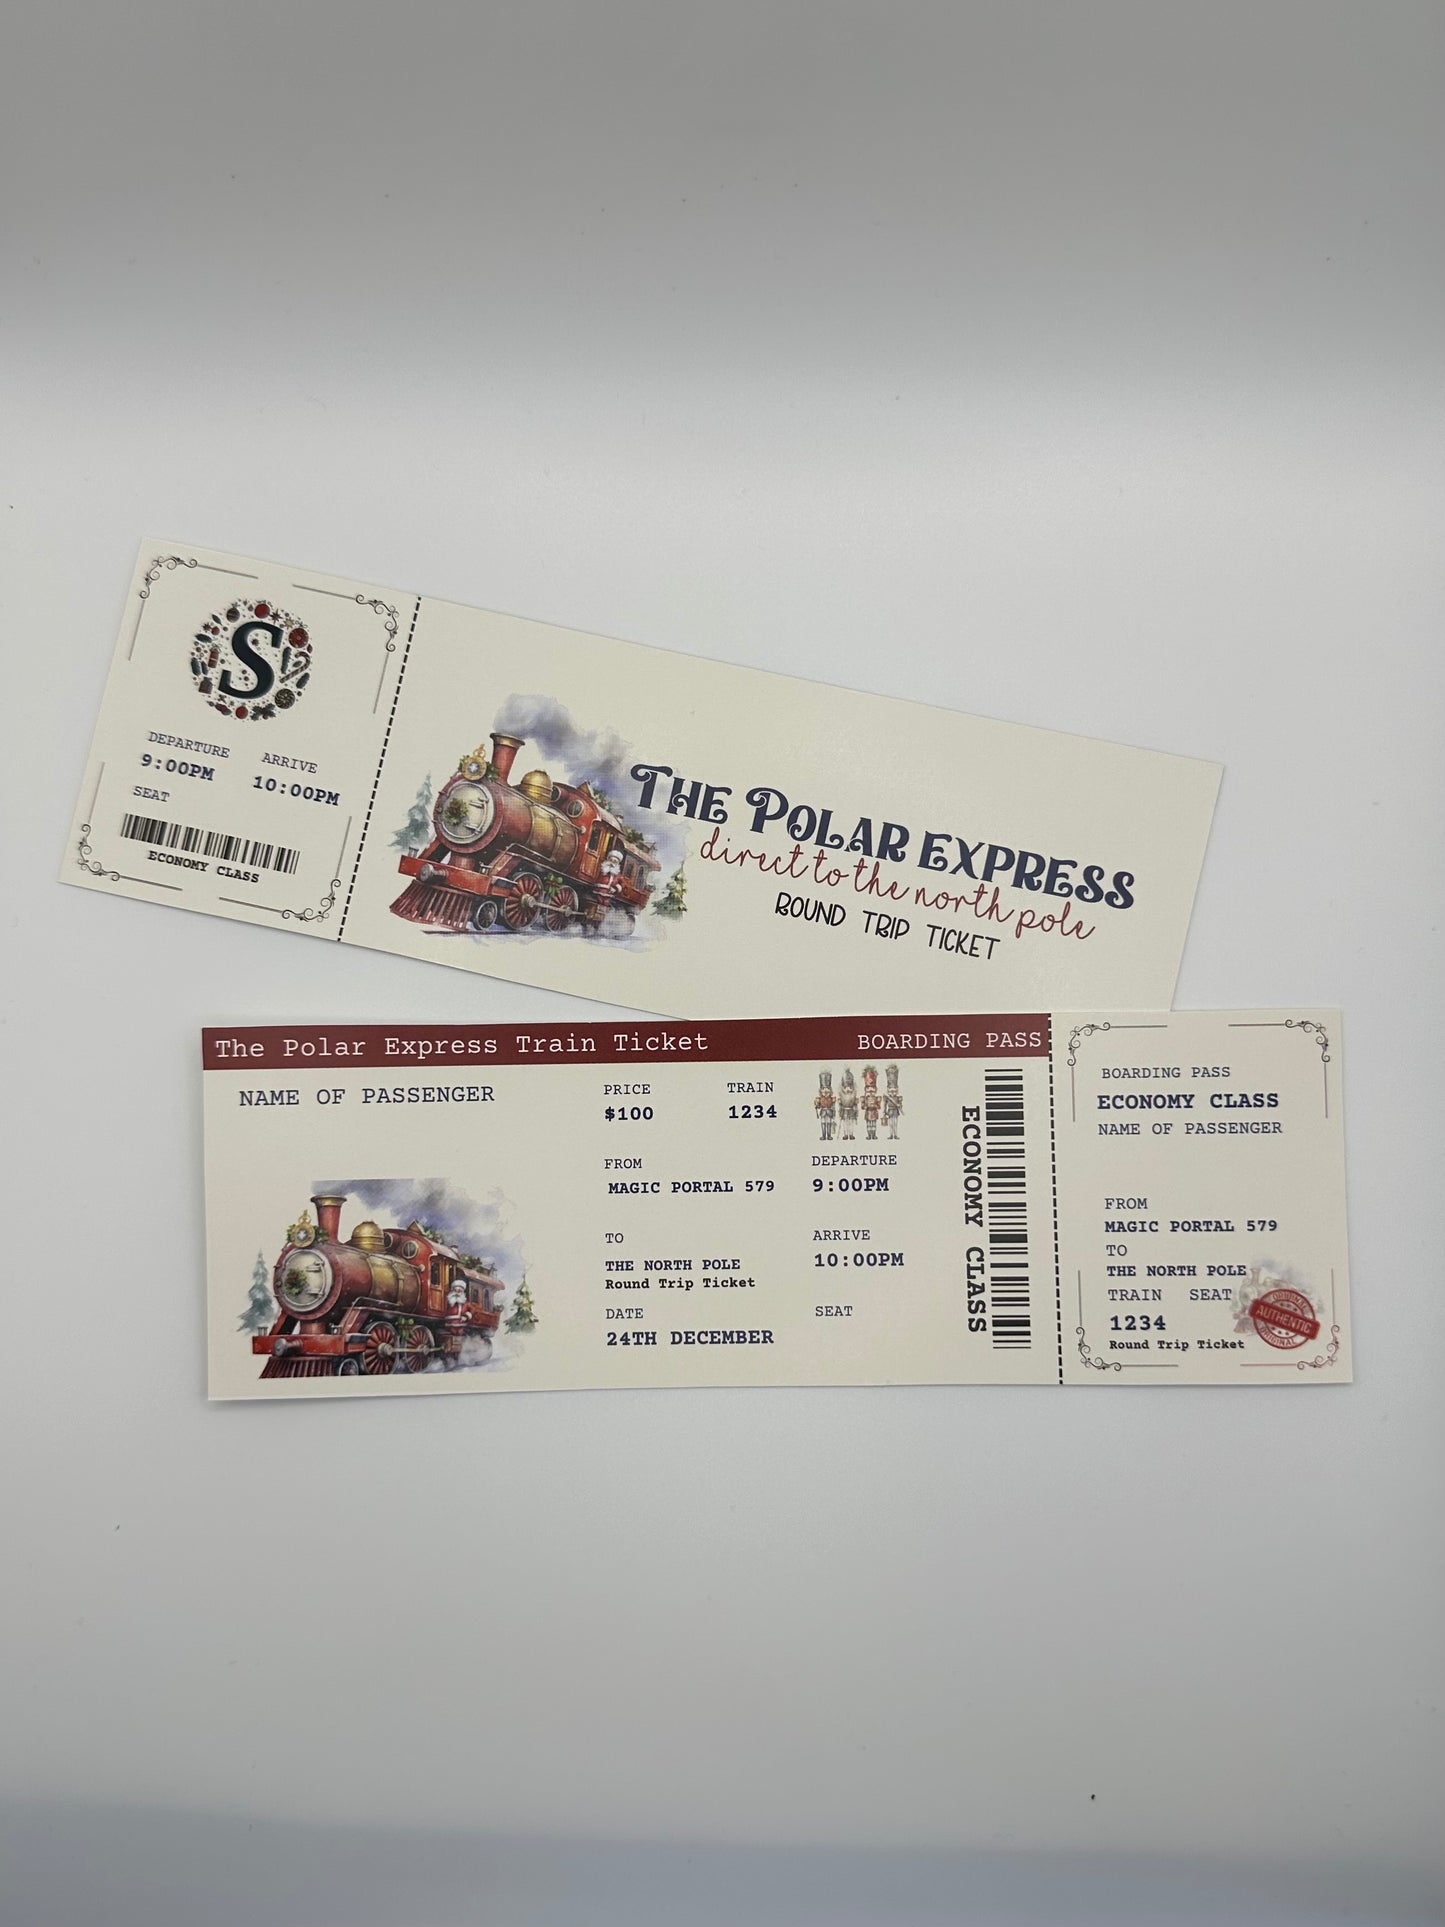 S
DEPARTURE ARRIVE
9:00PM 10:00PM
SEAT
ECONOMY CLASS
THE POLAR EXPRESS
direct to the north pole
ROUND TRIP TICKET
The Polar Express Train Ticket BOARDING PASS
NAME OF PASSENGER
PRICE TRAIN
$100 1234
FROM DEPARTURE
MAGIC PORTAL 579 9:00PM
TO ARRIVE
THE NORTH POLE 10:00PM
Round Trip Ticket
DATE SEAT
24TH DECEMBER
ECONOMY CLASS
BOARDING PASS
ECONOMY CLASS
NAME OF PASSENGER
FROM
MAGIC PORTAL 579
TO
THE NORTH POLE
TRAIN SEAT
1234
Round Trip Ticket
ORIGINAL
AUTHENTIC
ORIGINAL